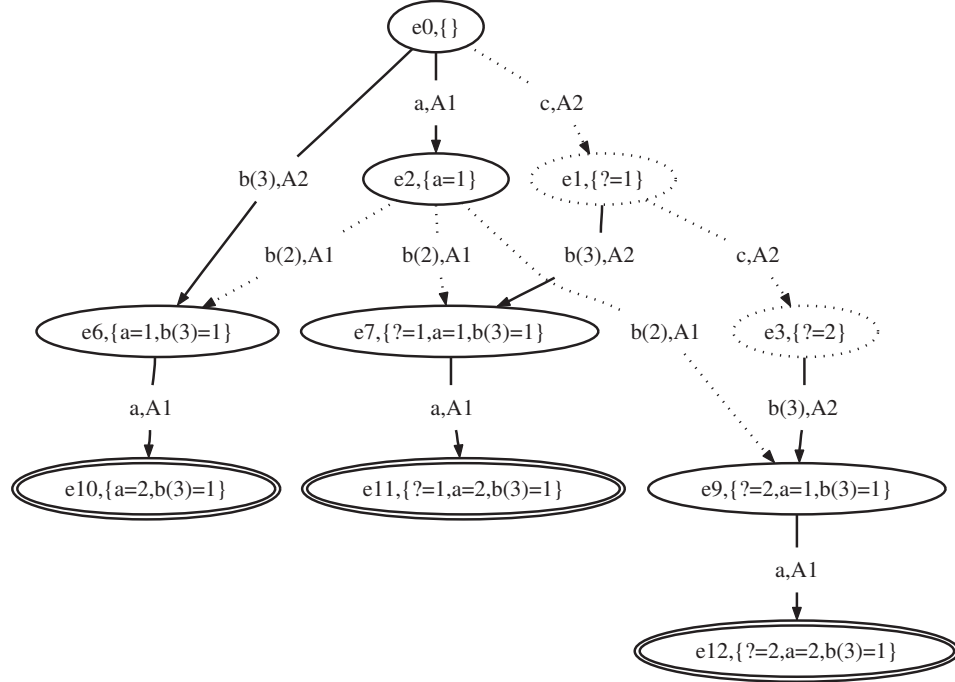 e0,{}
a,A1
c,A2
b(3),A2
e2,{a=1}
e1,{?=1}
b(2),A1
b(2),A1
b(3),A2
c,A2
e6,{a=1,b(3)=1}
e7,{?=1,a=1,b(3)=1}
b(2),A1
e3,{?=2}
a,A1
a,A1
b(3),A2
e10,{a=2,b(3)=1}
e11,{?=1,a=2,b(3)=1}
e9,{?=2,a=1,b(3)=1}
a,A1
e12,{?=2,a=2,b(3)=1}